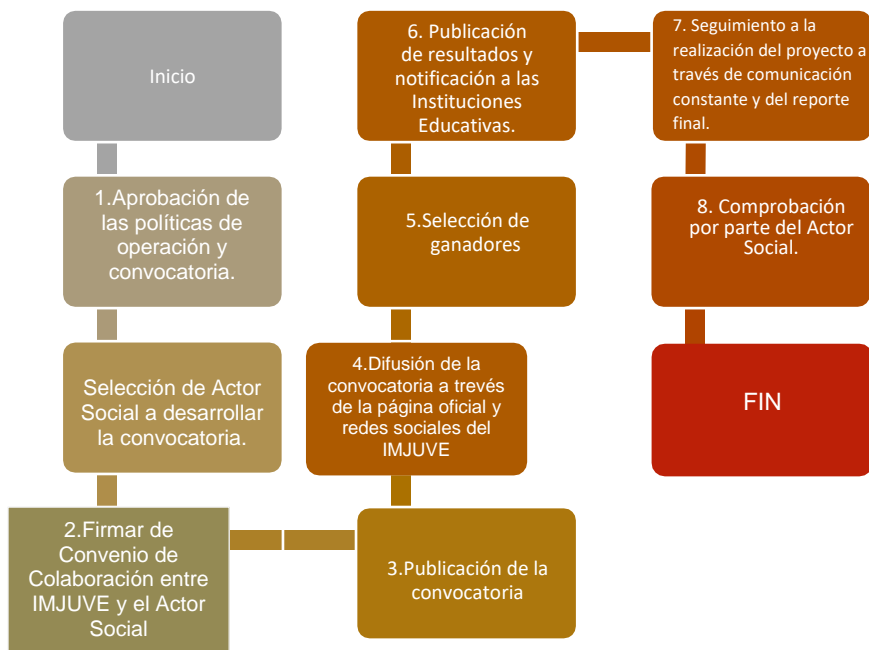 Inicio
1.Aprobación de
las políticas de
operación y
convocatoria.
Selección de Actor
Social a desarrollar
la convocatoria.
2.Firmar de
Convenio de
Colaboración entre
IMJUVE y el Actor
Social
3.Publicación de la
convocatoria
4.Difusión de la
convocatoria a trevés
de la página oficial y
redes sociales del
IMJUVE
5.Selección de
ganadores
6. Publicación
de resultados y
notificación a las
Instituciones
Educativas.
7. Seguimiento a la
realización del proyecto a
través de comunicación
constante y del reporte
final.
8. Comprobación
por parte del Actor
Social.
FIN